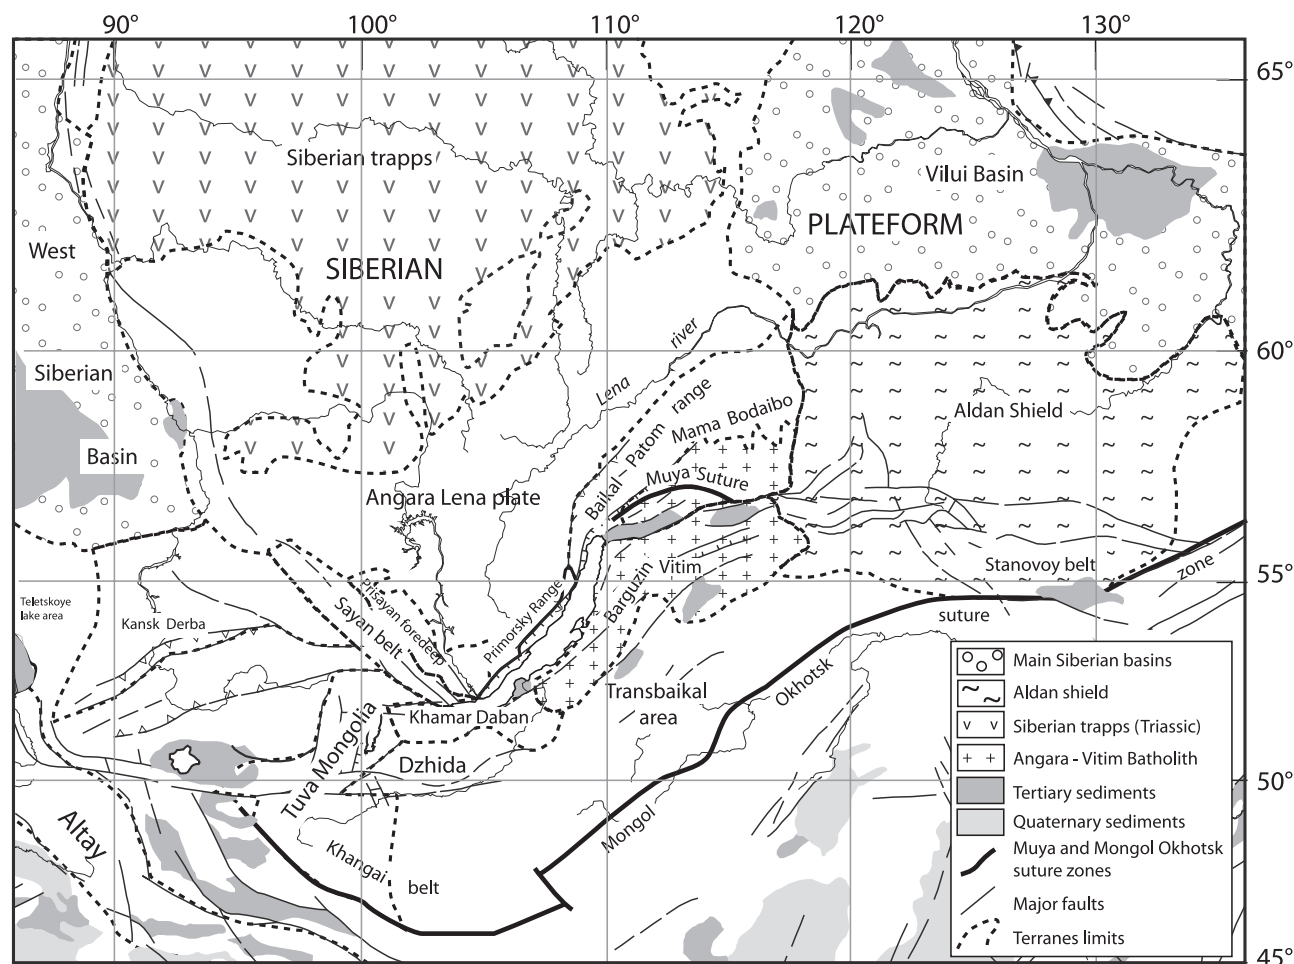 90° 100° 110° 120° 130°
65°
Siberian trapps
Vilui Basin
West
PLATEFORM
SIBERIAN
river
60°
Siberian
Lena
range
Mama Bodaibo
Aldan Shield
Basin
Baikal - Patom
Muya Suture
Angara Lena plate
Vitim
Stanovoy belt
zone
55°
Teletskoye
lake area
Kansk Derba
Prisayan foredeep
Sayan belt
Primorsky Range
Barguzin
suture
Transbaikal
area
Okhotsk
Khamar Daban
Tuva Mongolia
Dzhida
50°
Mongol
Altay
Khangai
belt
45°
Main Siberian basins
Aldan shield
Siberian trapps (Triassic)
Angara - Vitim Batholith
Tertiary sediments
Quaternary sediments
Muya and Mongol Okhotsk
suture zones
Major faults
Terranes limits